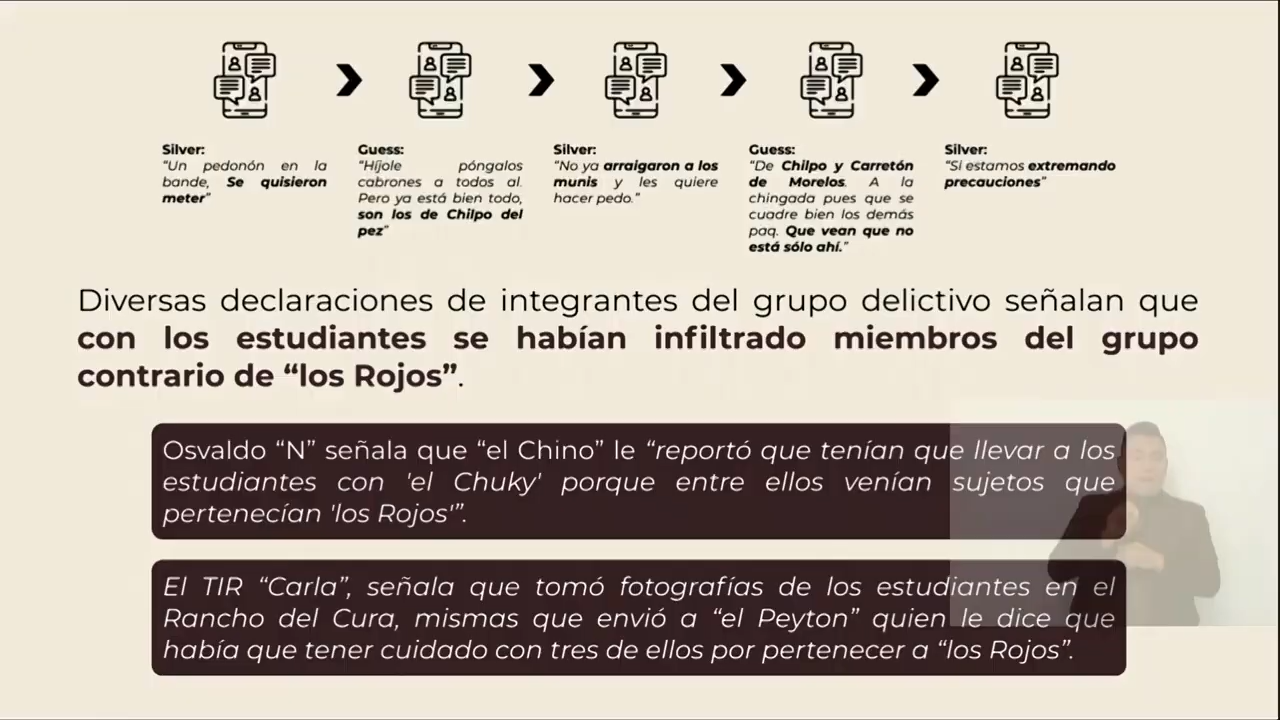 Silver:
“Un pedonón en la
bande, Se quisieron
meter”
Guess:
“Híjole póngalos
cabrones a todos al.
Pero ya está bien todo,
son los de Chilpo del
pez”
Silver:
“No ya arraigaron a los
munis y les quiere
hacer pedo.”
Guess:
“De Chilpo y Carretón
de Morelos. A la
chingada pues que se
cuadre bien los demás
paq. Que vean que no
está sólo ahí.”
Silver:
“Si estamos extremando
precauciones”
Diversas declaraciones de integrantes del grupo delictivo señalan que
con los estudiantes se habían infiltrado miembros del grupo
contrario de “los Rojos”.
Osvaldo “N” señala que “el Chino” le “reportó que tenían que llevar a los
estudiantes con 'el Chuky' porque entre ellos venían sujetos que
pertenecían 'los Rojos'”.
El TIR “Carla”, señala que tomó fotografías de los estudiantes en el
Rancho del Cura, mismas que envió a “el Peyton” quien le dice que
había que tener cuidado con tres de ellos por pertenecer a “los Rojos”.